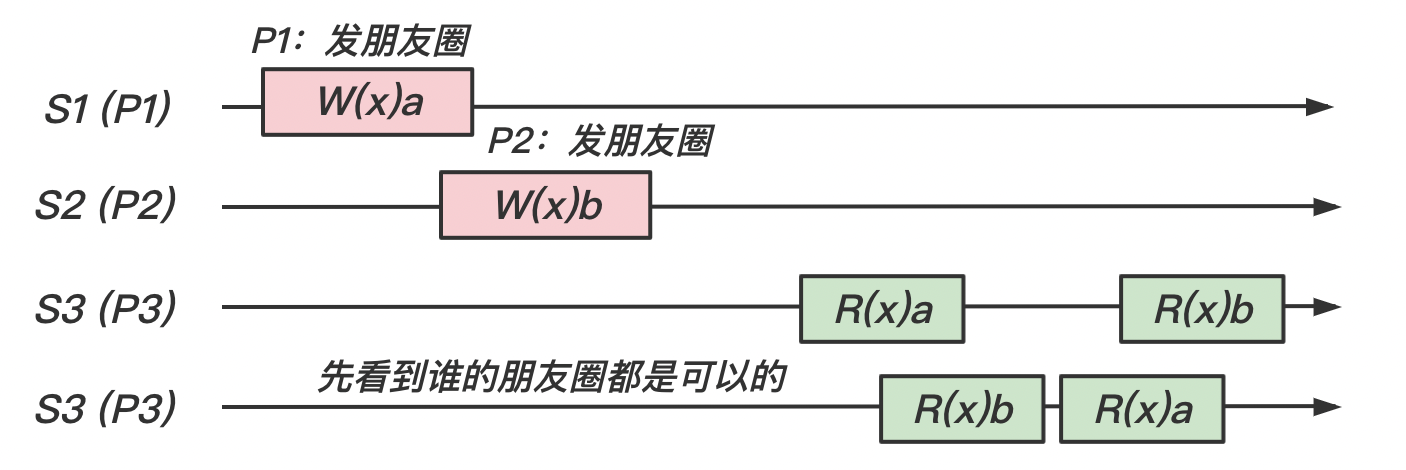 P1：发朋友圈
S1 (P1) W(x)a
P2：发朋友圈
S2 (P2) W(x)b
S3 (P3) R(x)a R(x)b
先看到谁的朋友圈都是可以的
S3 (P3) R(x)b R(x)a